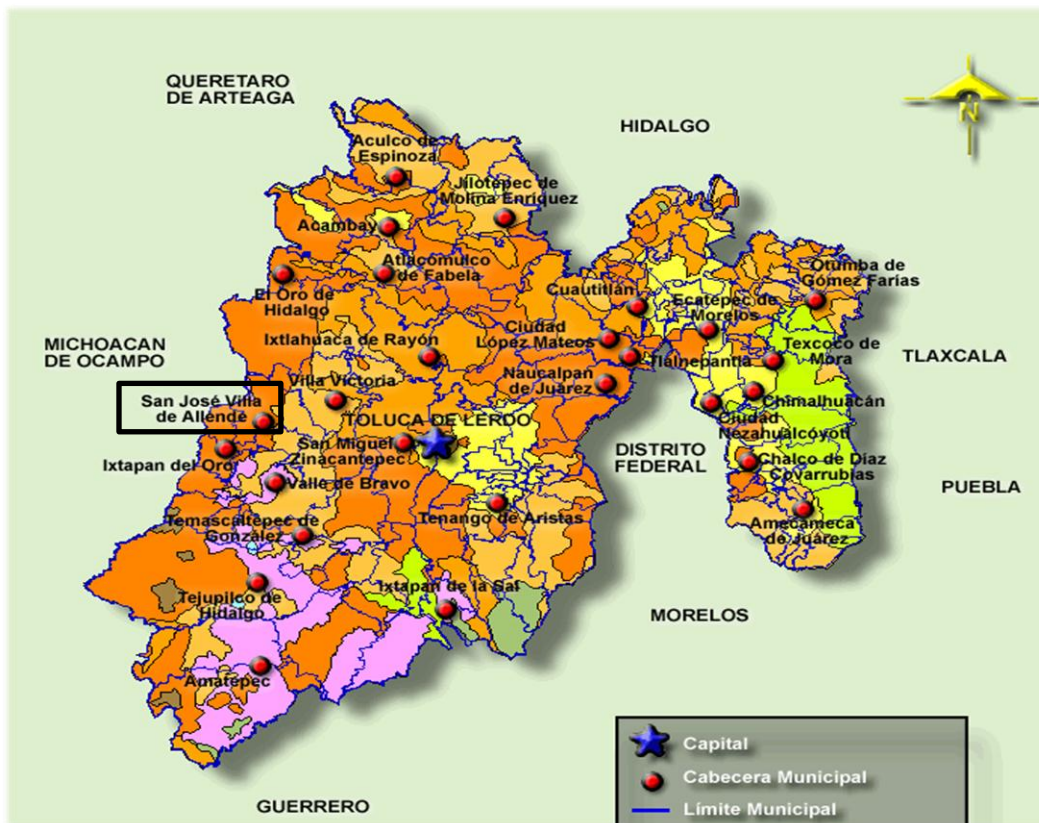 QUERETARO
DE ARTEAGA
HIDALGO
N
Aculco de
Espinoza
Jilotepec de
Molina Enríquez
Acambay
Atlacomulco
de Fabela
Otumba de
Gómez Farías
El Oro de
Hidalgo
Cuautitlán
Ecatepec de
Morelos
MICHOACAN
DE OCAMPO
Ixtlahuaca de Rayón
Ciudad
López Mateos
Tlalnepantla
Texcoco de
Mora
TLAXCALA
Villa Victoria
Naucalpan
de Juárez
San José Villa
de Allende
Chimalhuacán
TOLUCA DE LERDO
Ciudad
Nezahualcóyotl
San Miguel
Zinacantepec
DISTRITO
FEDERAL
Ixtapan del Oro
Chalco de Díaz
Covarrubias
Valle de Bravo
PUEBLA
Temascaltepec de
González
Tenango de Aristas
Amecameca
de Juárez
Ixtapan de la Sal
Tejupilco de
Hidalgo
MORELOS
Amatepec
GUERRERO
Capital
Cabecera Municipal
Límite Municipal